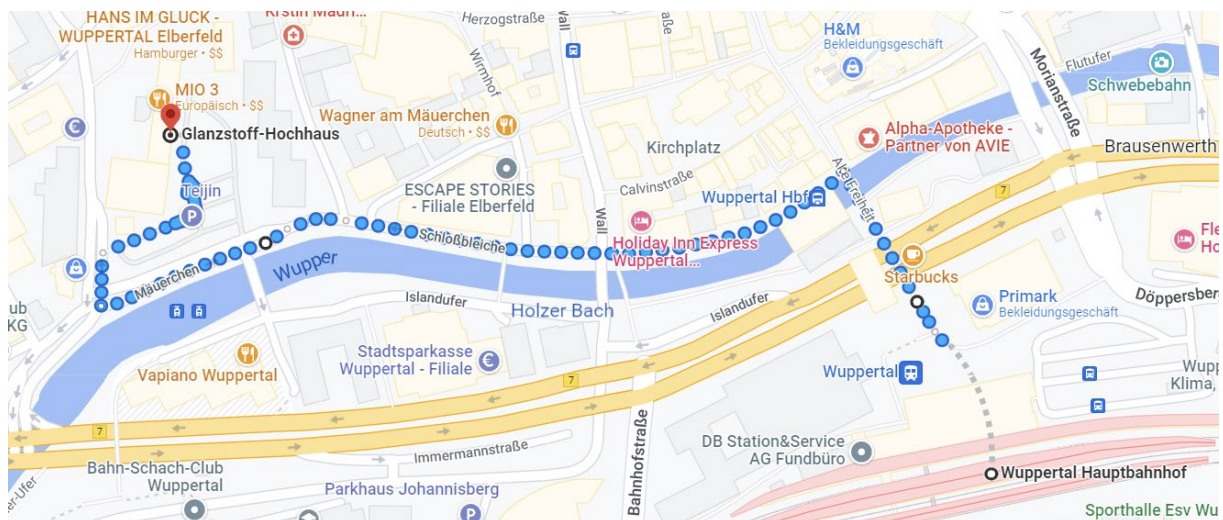 HANS IM GLÜCK -
WUPPERTAL Elberfeld
Hamburger • $$
MIO 3
Europäisch • $$
Glanzstoff-Hochhaus
Teijin
P
€
Herzogstraße
Wirmhof
Wall
Wagner am Mäuerchen
Deutsch • $$
ESCAPE STORIES
- Filiale Elberfeld
Kirchplatz
Calvinstraße
H&M
Bekleidungsgeschäft
Morianstraße
Flutufer
Schwebebahn
Alpha-Apotheke -
Partner von AVIE
Brausenwerth
Wuppertal Hbf
Alte Freiheit
7
Wall
Holiday Inn Express
Wuppertal...
Schloßbleiche
Mäuerchen
Wupper
Islandufer
Holzer Bach
Islandufer
Starbucks
Primark
Bekleidungsgeschäft
Döppersberg
Stadtsparkasse
Wuppertal - Filiale
€
Vapiano Wuppertal
7
7
Wuppertal
Klima,
DB Station&Service
AG Fundbüro
Bahnhofstraße
Immermannstraße
Bahn-Schach-Club
Wuppertal
Parkhaus Johannisberg
P
Wuppertal Hauptbahnhof
Sporthalle Esv Wu